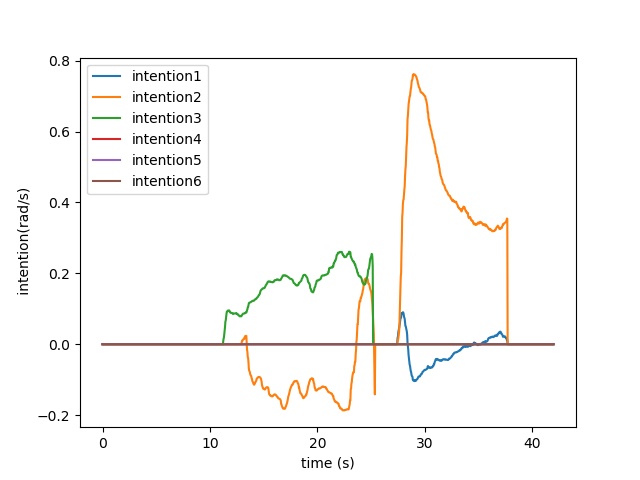 0.8
0.6
0.4
0.2
0.0
−0.2
intention(rad/s)
intention1
intention2
intention3
intention4
intention5
intention6
0 10 20 30 40
time (s)